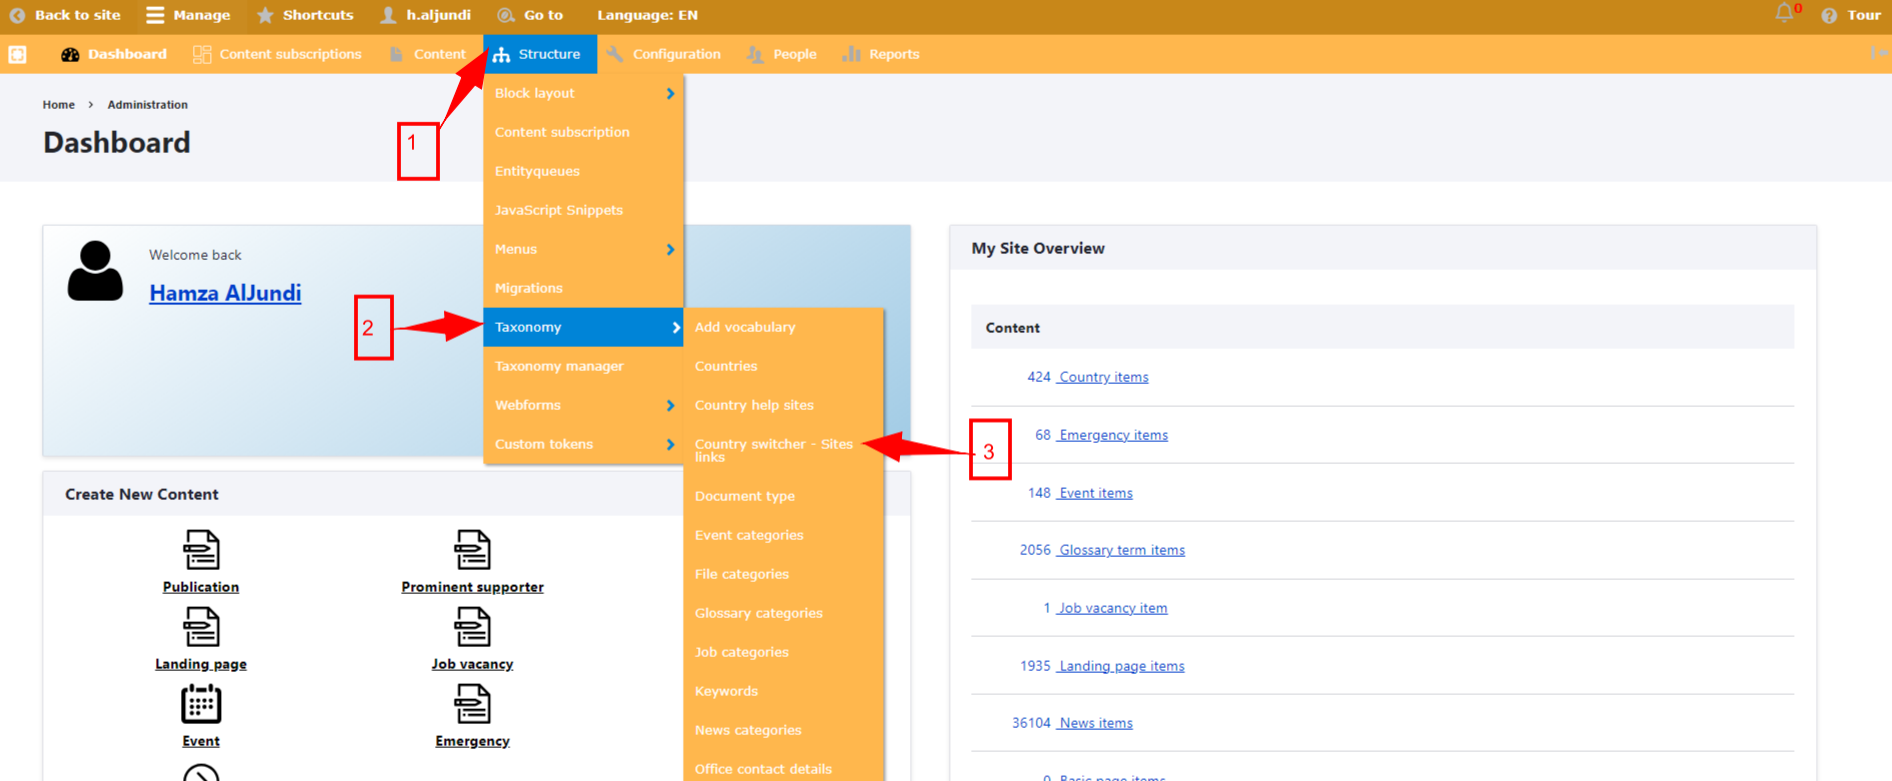 Back to site Manage Shortcuts h.aljundi Go to Language: EN 0 Tour
Dashboard Content subscriptions Content Structure Configuration People Reports
Home > Administration
Dashboard
1
Block layout
Content subscription
Entityqueues
JavaScript Snippets
Menus
Migrations
Taxonomy
Taxonomy manager
Webforms
Custom tokens
2
Add vocabulary
Countries
Country help sites
Country switcher - Sites
links
Document type
Event categories
File categories
Glossary categories
Job categories
Keywords
News categories
Office contact details
3
Welcome back
Hamza AlJundi
Create New Content
Publication
Prominent supporter
Landing page
Job vacancy
Event
Emergency
My Site Overview
Content
424 Country items
68 Emergency items
148 Event items
2056 Glossary term items
1 Job vacancy item
1935 Landing page items
36104 News items
0 Basic page items